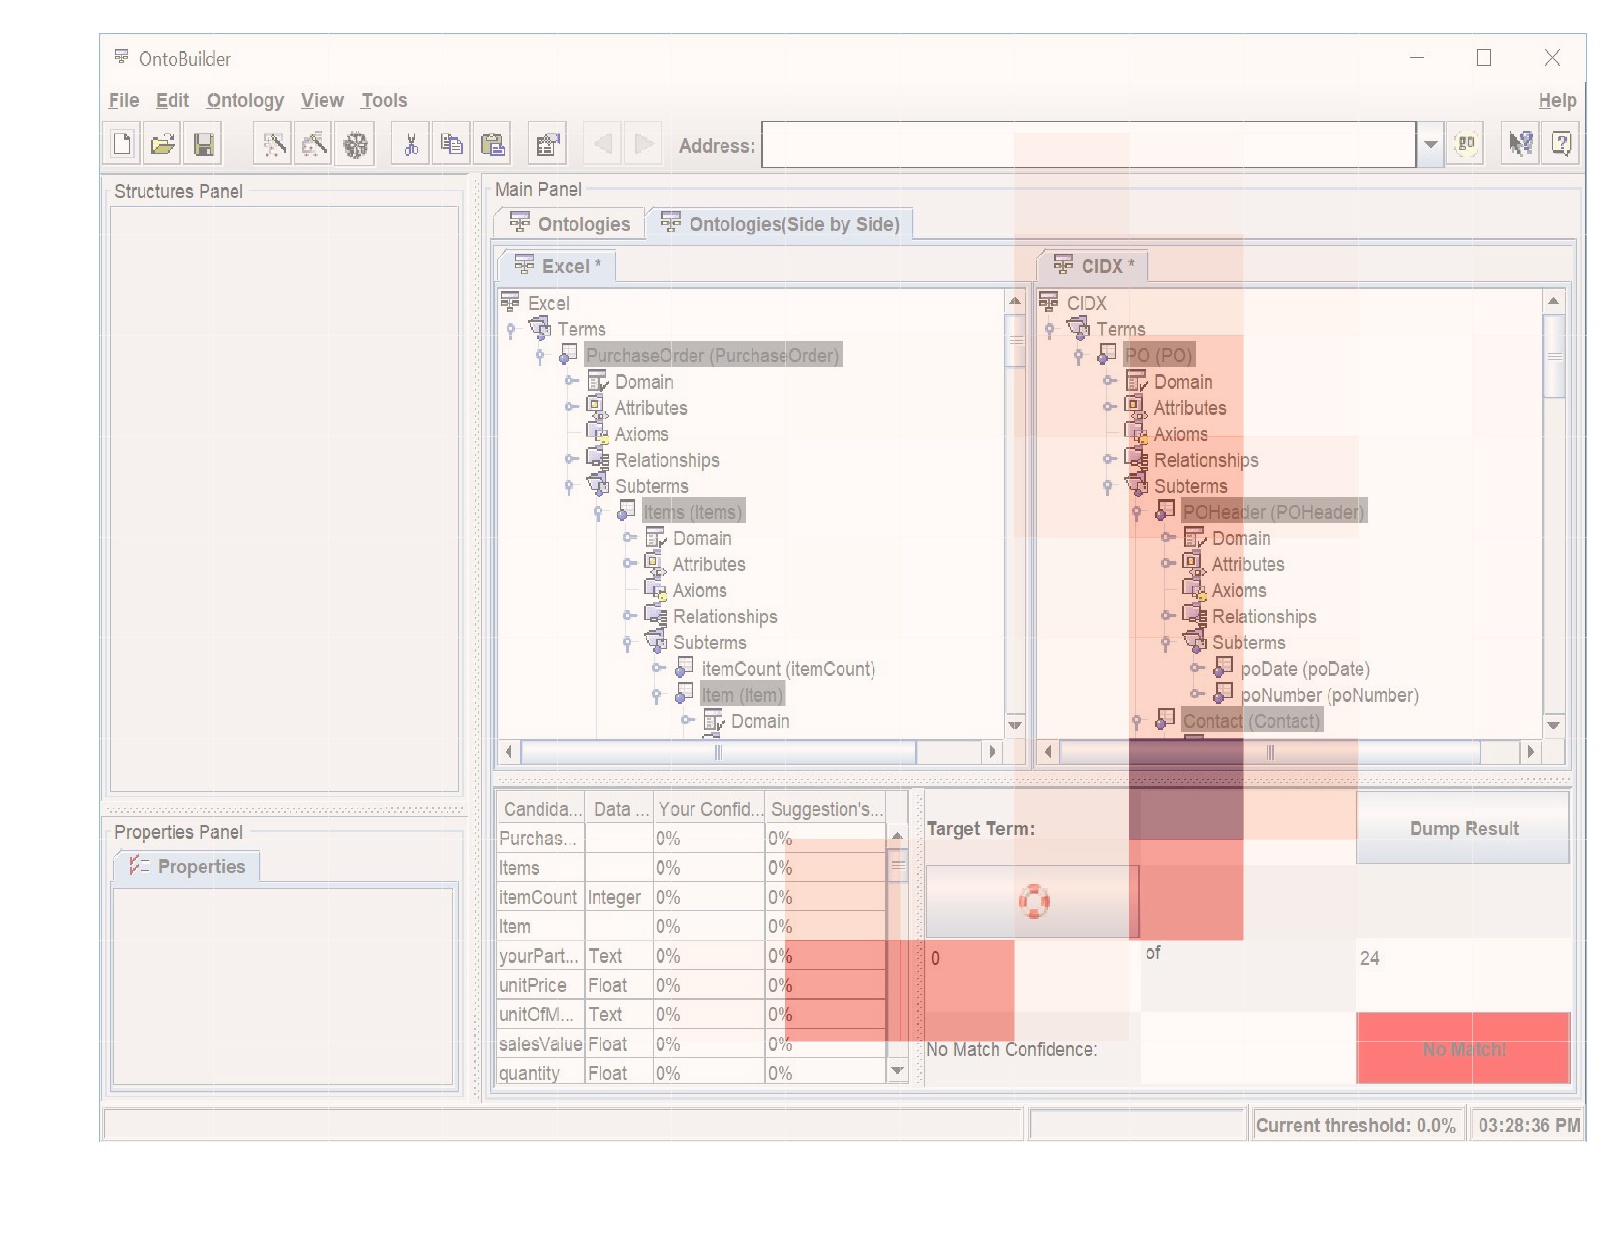 OntoBuilder
File Edit Ontology View Tools Help
Address: go
Structures Panel
Main Panel
Ontologies Ontologies(Side by Side)
Excel *
Excel
Terms
PurchaseOrder (PurchaseOrder)
Domain
Attributes
Axioms
Relationships
Subterms
Items (Items)
Domain
Attributes
Axioms
Relationships
Subterms
itemCount (itemCount)
Item (Item)
Domain
CIDX *
CIDX
Terms
PO (PO)
Domain
Attributes
Axioms
Relationships
Subterms
POHeader (POHeader)
Domain
Attributes
Axioms
Relationships
Subterms
poDate (poDate)
poNumber (poNumber)
Contact (Contact)
Properties Panel
Properties
Candida... Data ... Your Confid... Suggestion's...
Purchas... 0% 0%
Items 0% 0%
itemCount Integer 0% 0%
Item 0% 0%
yourPart... Text 0% 0%
unitPrice Float 0% 0%
unitOfM... Text 0% 0%
salesValue Float 0% 0%
quantity Float 0% 0%
Target Term: Dump Result
0 of 24
No Match Confidence: No Match!
Current threshold: 0.0% 03:28:36 PM